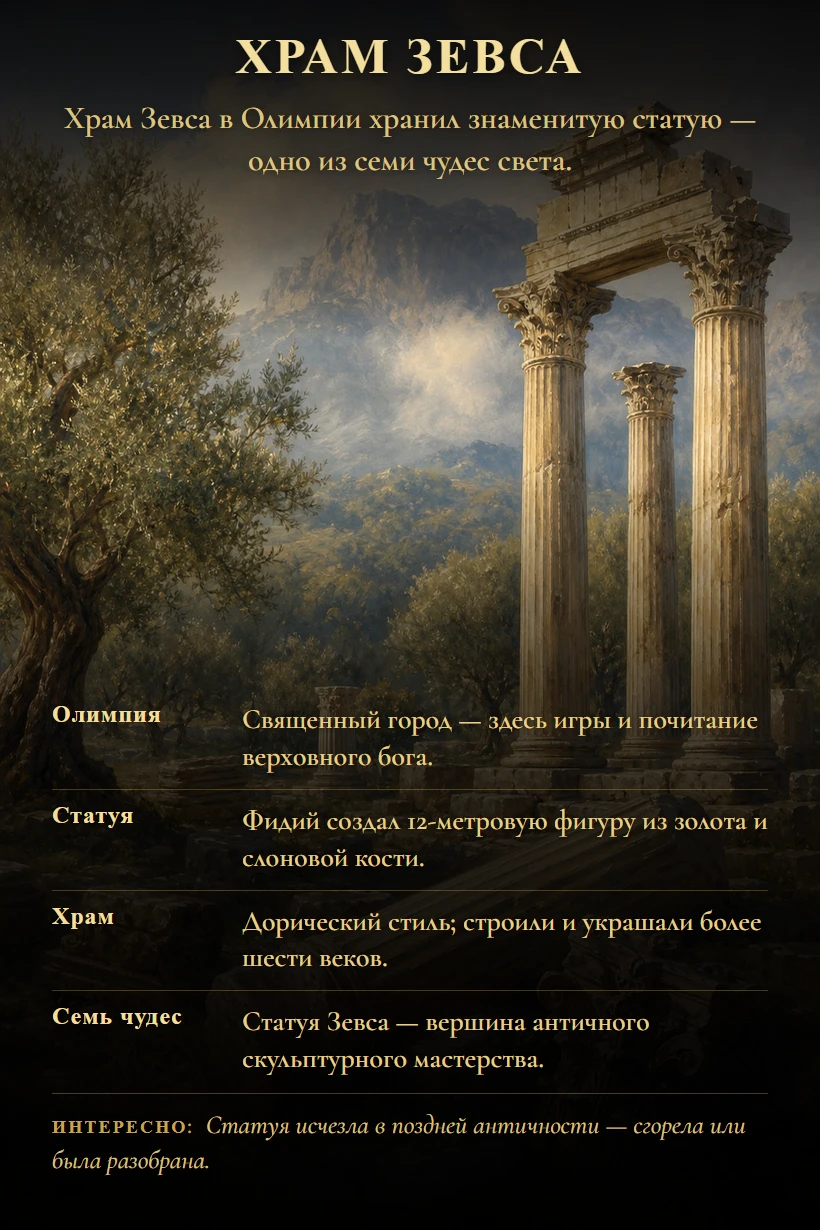 ХРАМ ЗЕВСА
Храм Зевса в Олимпии хранил знаменитую статую —
одно из семи чудес света.
Олимпия
Священный город — здесь игры и почитание
верховного бога.
Статуя
Фидий создал 12-метровую фигуру из золота и
слоновой кости.
Храм
Дорический стиль; строили и украшали более
шести веков.
Семь чудес
Статуя Зевса — вершина античного
скульптурного мастерства.
ИНТЕРЕСНО: Статуя исчезла в поздней античности — сгорела или
была разобрана.